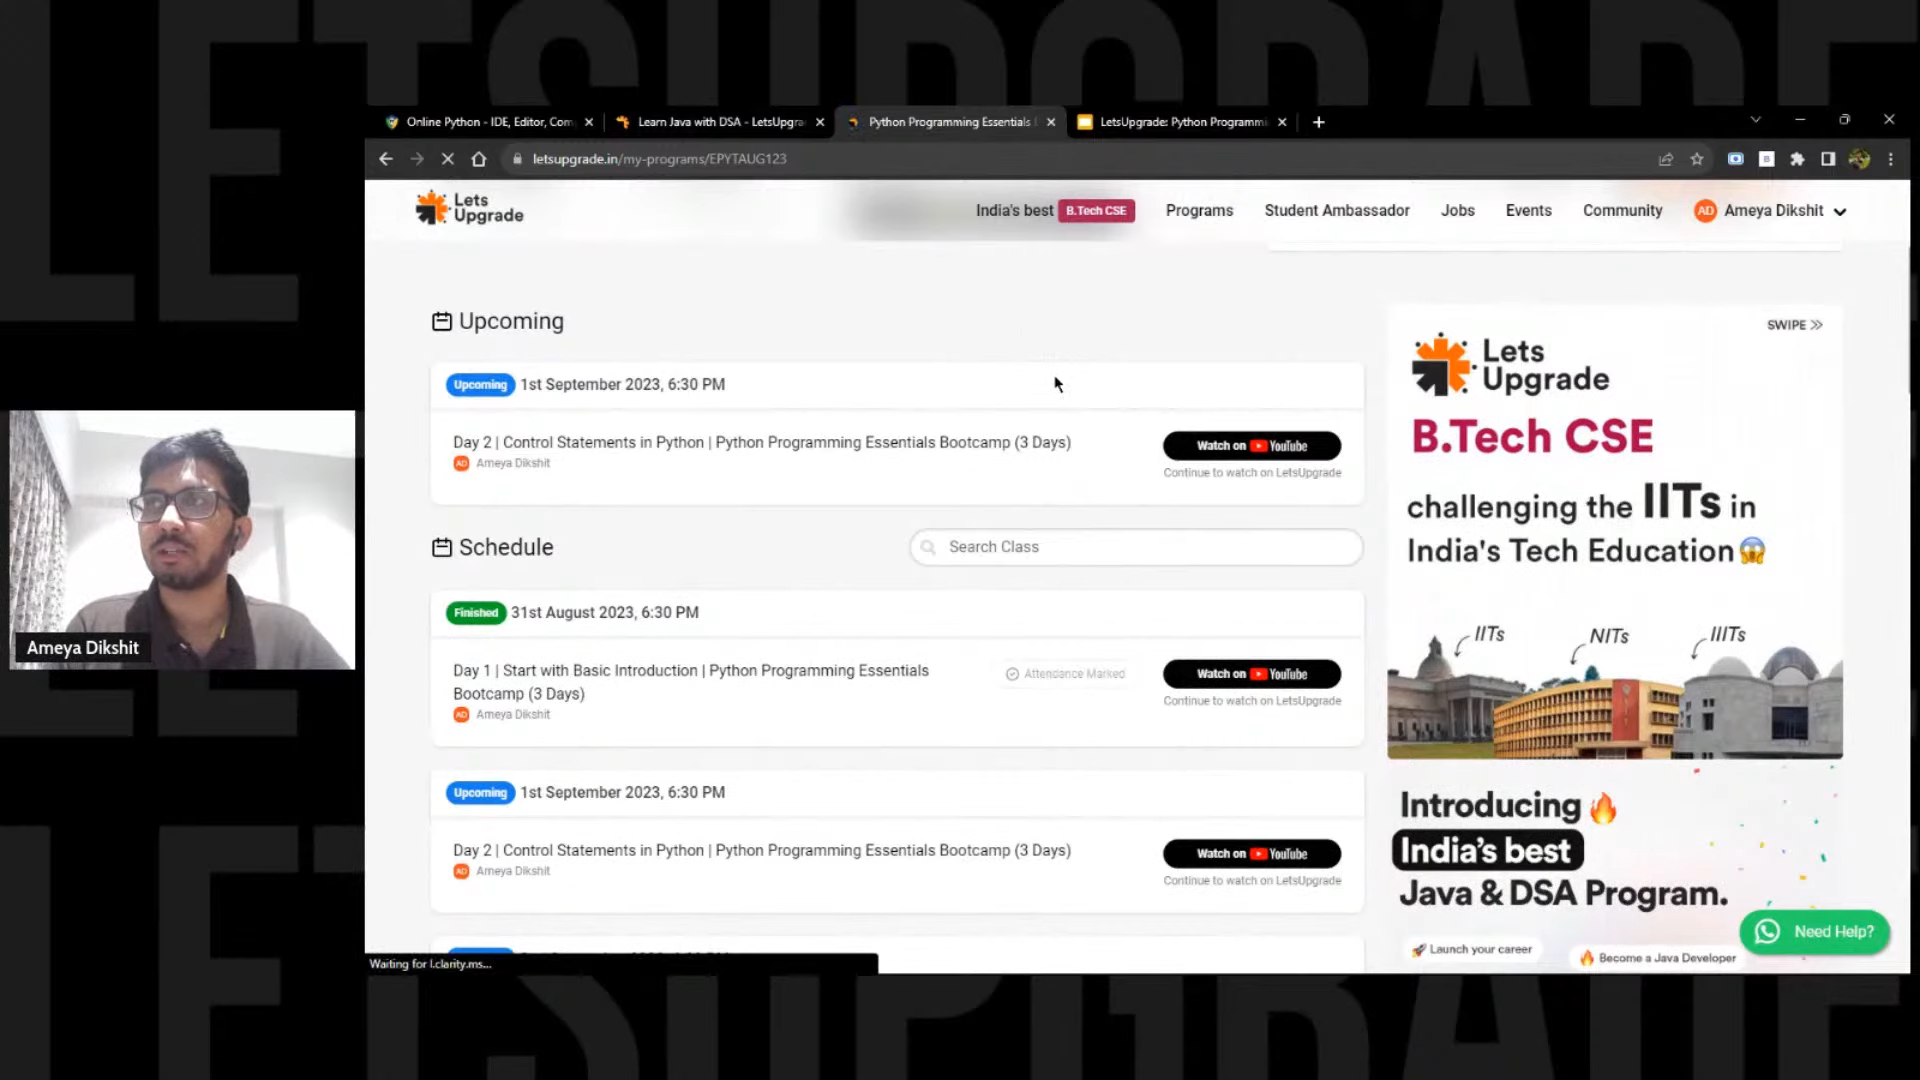 LETSUPGRADE
Online Python - IDE, Editor, Com
Learn Java with DSA - LetsUpgra
Python Programming Essentials
LetsUpgrade: Python Programmi
letsupgrade.in/my-programs/EPYTAUG123
Lets
Upgrade
India's best B.Tech CSE
Programs
Student Ambassador
Jobs
Events
Community
AD Ameya Dikshit
Upcoming
Upcoming 1st September 2023, 6:30 PM
Day 2 | Control Statements in Python | Python Programming Essentials Bootcamp (3 Days)
AD Ameya Dikshit
Watch on YouTube
Continue to watch on LetsUpgrade
Schedule
Search Class
Finished 31st August 2023, 6:30 PM
Day 1 | Start with Basic Introduction | Python Programming Essentials
Bootcamp (3 Days)
AD Ameya Dikshit
Attendance Marked
Watch on YouTube
Continue to watch on LetsUpgrade
Upcoming 1st September 2023, 6:30 PM
Day 2 | Control Statements in Python | Python Programming Essentials Bootcamp (3 Days)
AD Ameya Dikshit
Watch on YouTube
Continue to watch on LetsUpgrade
Waiting for l.clarity.ms...
SWIPE
Lets
Upgrade
B.Tech CSE
challenging the IITs in
India's Tech Education😱
IITs
NITs
IIITs
Introducing🔥
India's best
Java & DSA Program.
🚀 Launch your career
🔥 Become a Java Developer
Need Help?
Ameya Dikshit
LETSUPGRADE